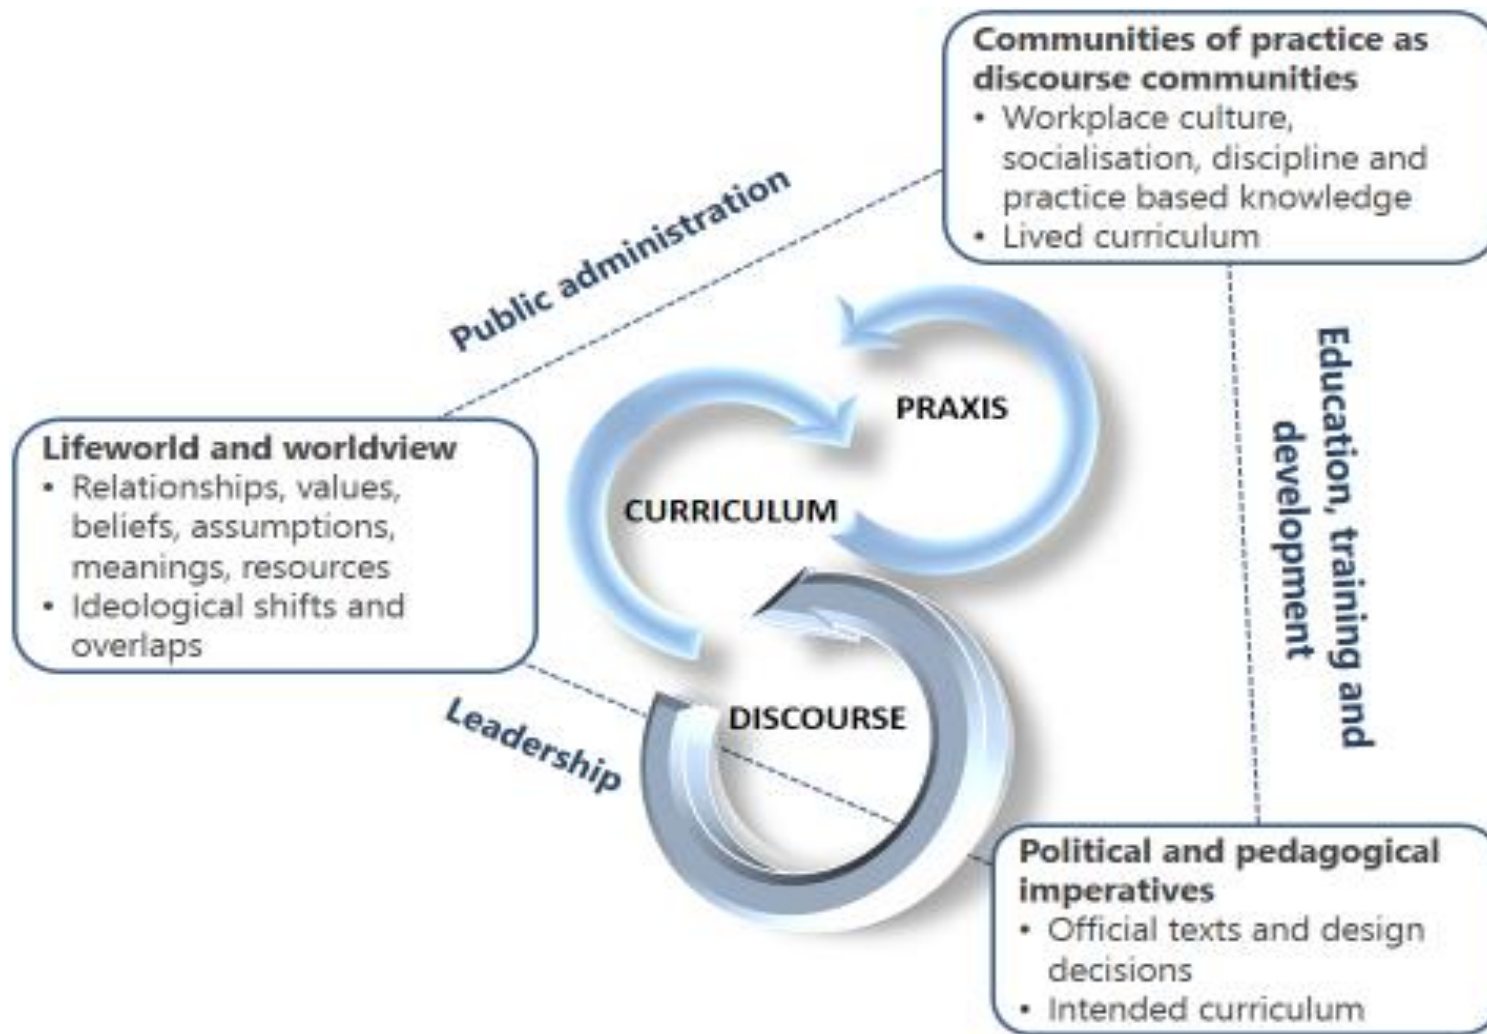 Communities of practice as
discourse communities
• Workplace culture,
socialisation, discipline and
practice based knowledge
• Lived curriculum
Public administration
Education, training and
development
PRAXIS
Lifeworld and worldview
• Relationships, values,
beliefs, assumptions,
meanings, resources
• Ideological shifts and
overlaps
CURRICULUM
Leadership
DISCOURSE
Political and pedagogical
imperatives
• Official texts and design
decisions
• Intended curriculum